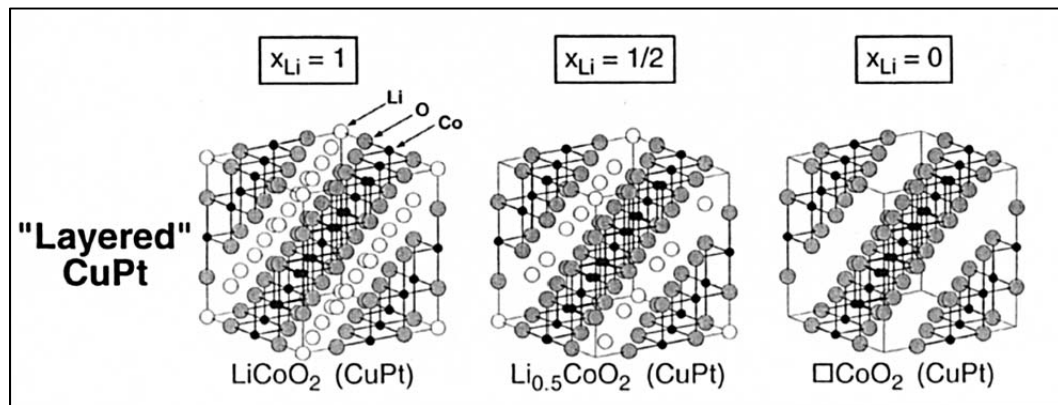 x_Li = 1
x_Li = 1/2
x_Li = 0
Li
O
Co
"Layered"
CuPt
LiCoO₂ (CuPt)
Li₀.₅CoO₂ (CuPt)
□CoO₂ (CuPt)